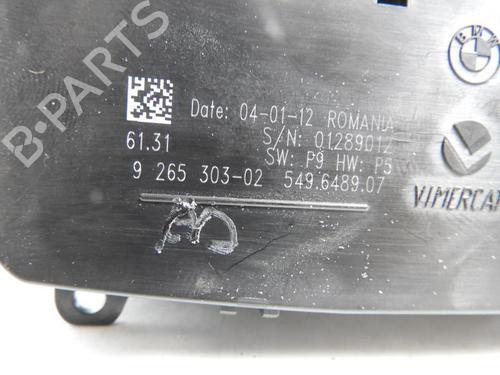 BMW
Date: 04-01-12 ROMANIA
S/N: 01289012
61.31
SW: P9 HW: P5
9 265 303-02 549.6489.07
VIMERCA
B-PARTS